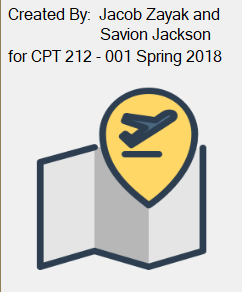 Created By: Jacob Zayak and
Savion Jackson
for CPT 212 - 001 Spring 2018